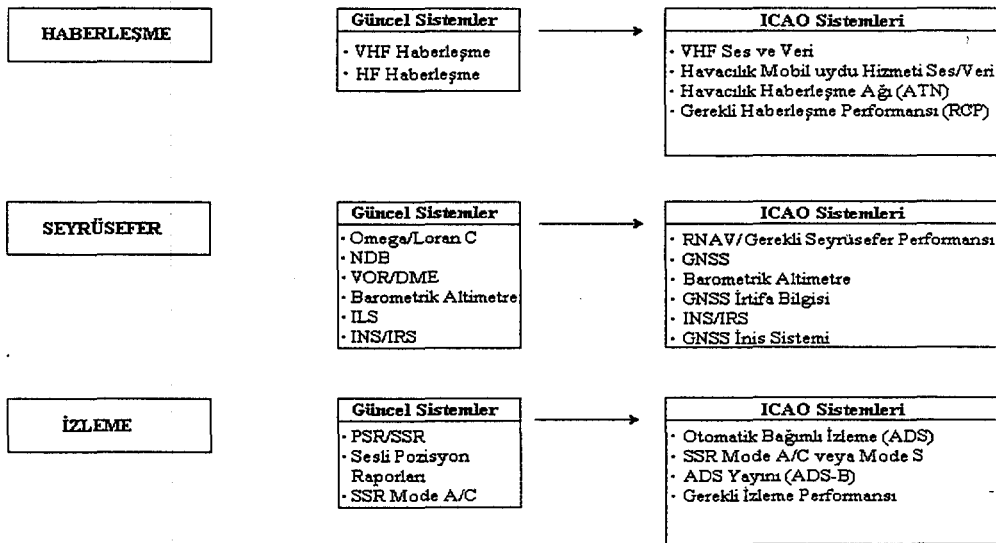 HABERLEŞME
Güncel Sistemler
· VHF Haberleşme
· HF Haberleşme
ICAO Sistemleri
· VHF Ses ve Veri
· Havacılık Mobil uydu Hizmeti Ses/Veri
· Havacılık Haberleşme Ağı (ATN)
· Gerekli Haberleşme Performansı (RCP)
SEYRÜSEFER
Güncel Sistemler
· Omega/Loran C
· NDB
· VOR/DME
· Barometrik Altimetre
· ILS
· INS/IRS
ICAO Sistemleri
· RNAV/Gerekli Seyrüsefer Performansı
· GNSS
· Barometrik Altimetre
· GNSS İrtifa Bilgisi
· INS/IRS
· GNSS İnis Sistemi
İZLEME
Güncel Sistemler
· PSR/SSR
· Sesli Pozisyon
Raporları
· SSR Mode A/C
ICAO Sistemleri
· Otomatik Bağımlı İzleme (ADS)
· SSR Mode A/C veya Mode S
· ADS Yayını (ADS-B)
· Gerekli İzleme Performansı